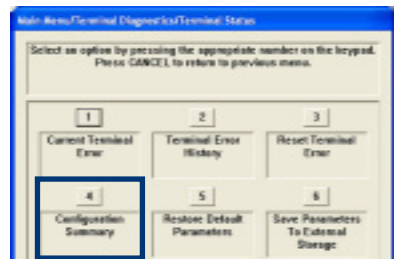 Main Menu/Terminal Diagnostics/Terminal Status
Select an option by pressing the appropriate number on the keypad.
Press CANCEL to return to previous menu.
1
2
3
Current Terminal
Error
Terminal Error
History
Reset Terminal
Error
4
5
6
Configuration
Summary
Restore Default
Parameters
Save Parameters
To External
Storage